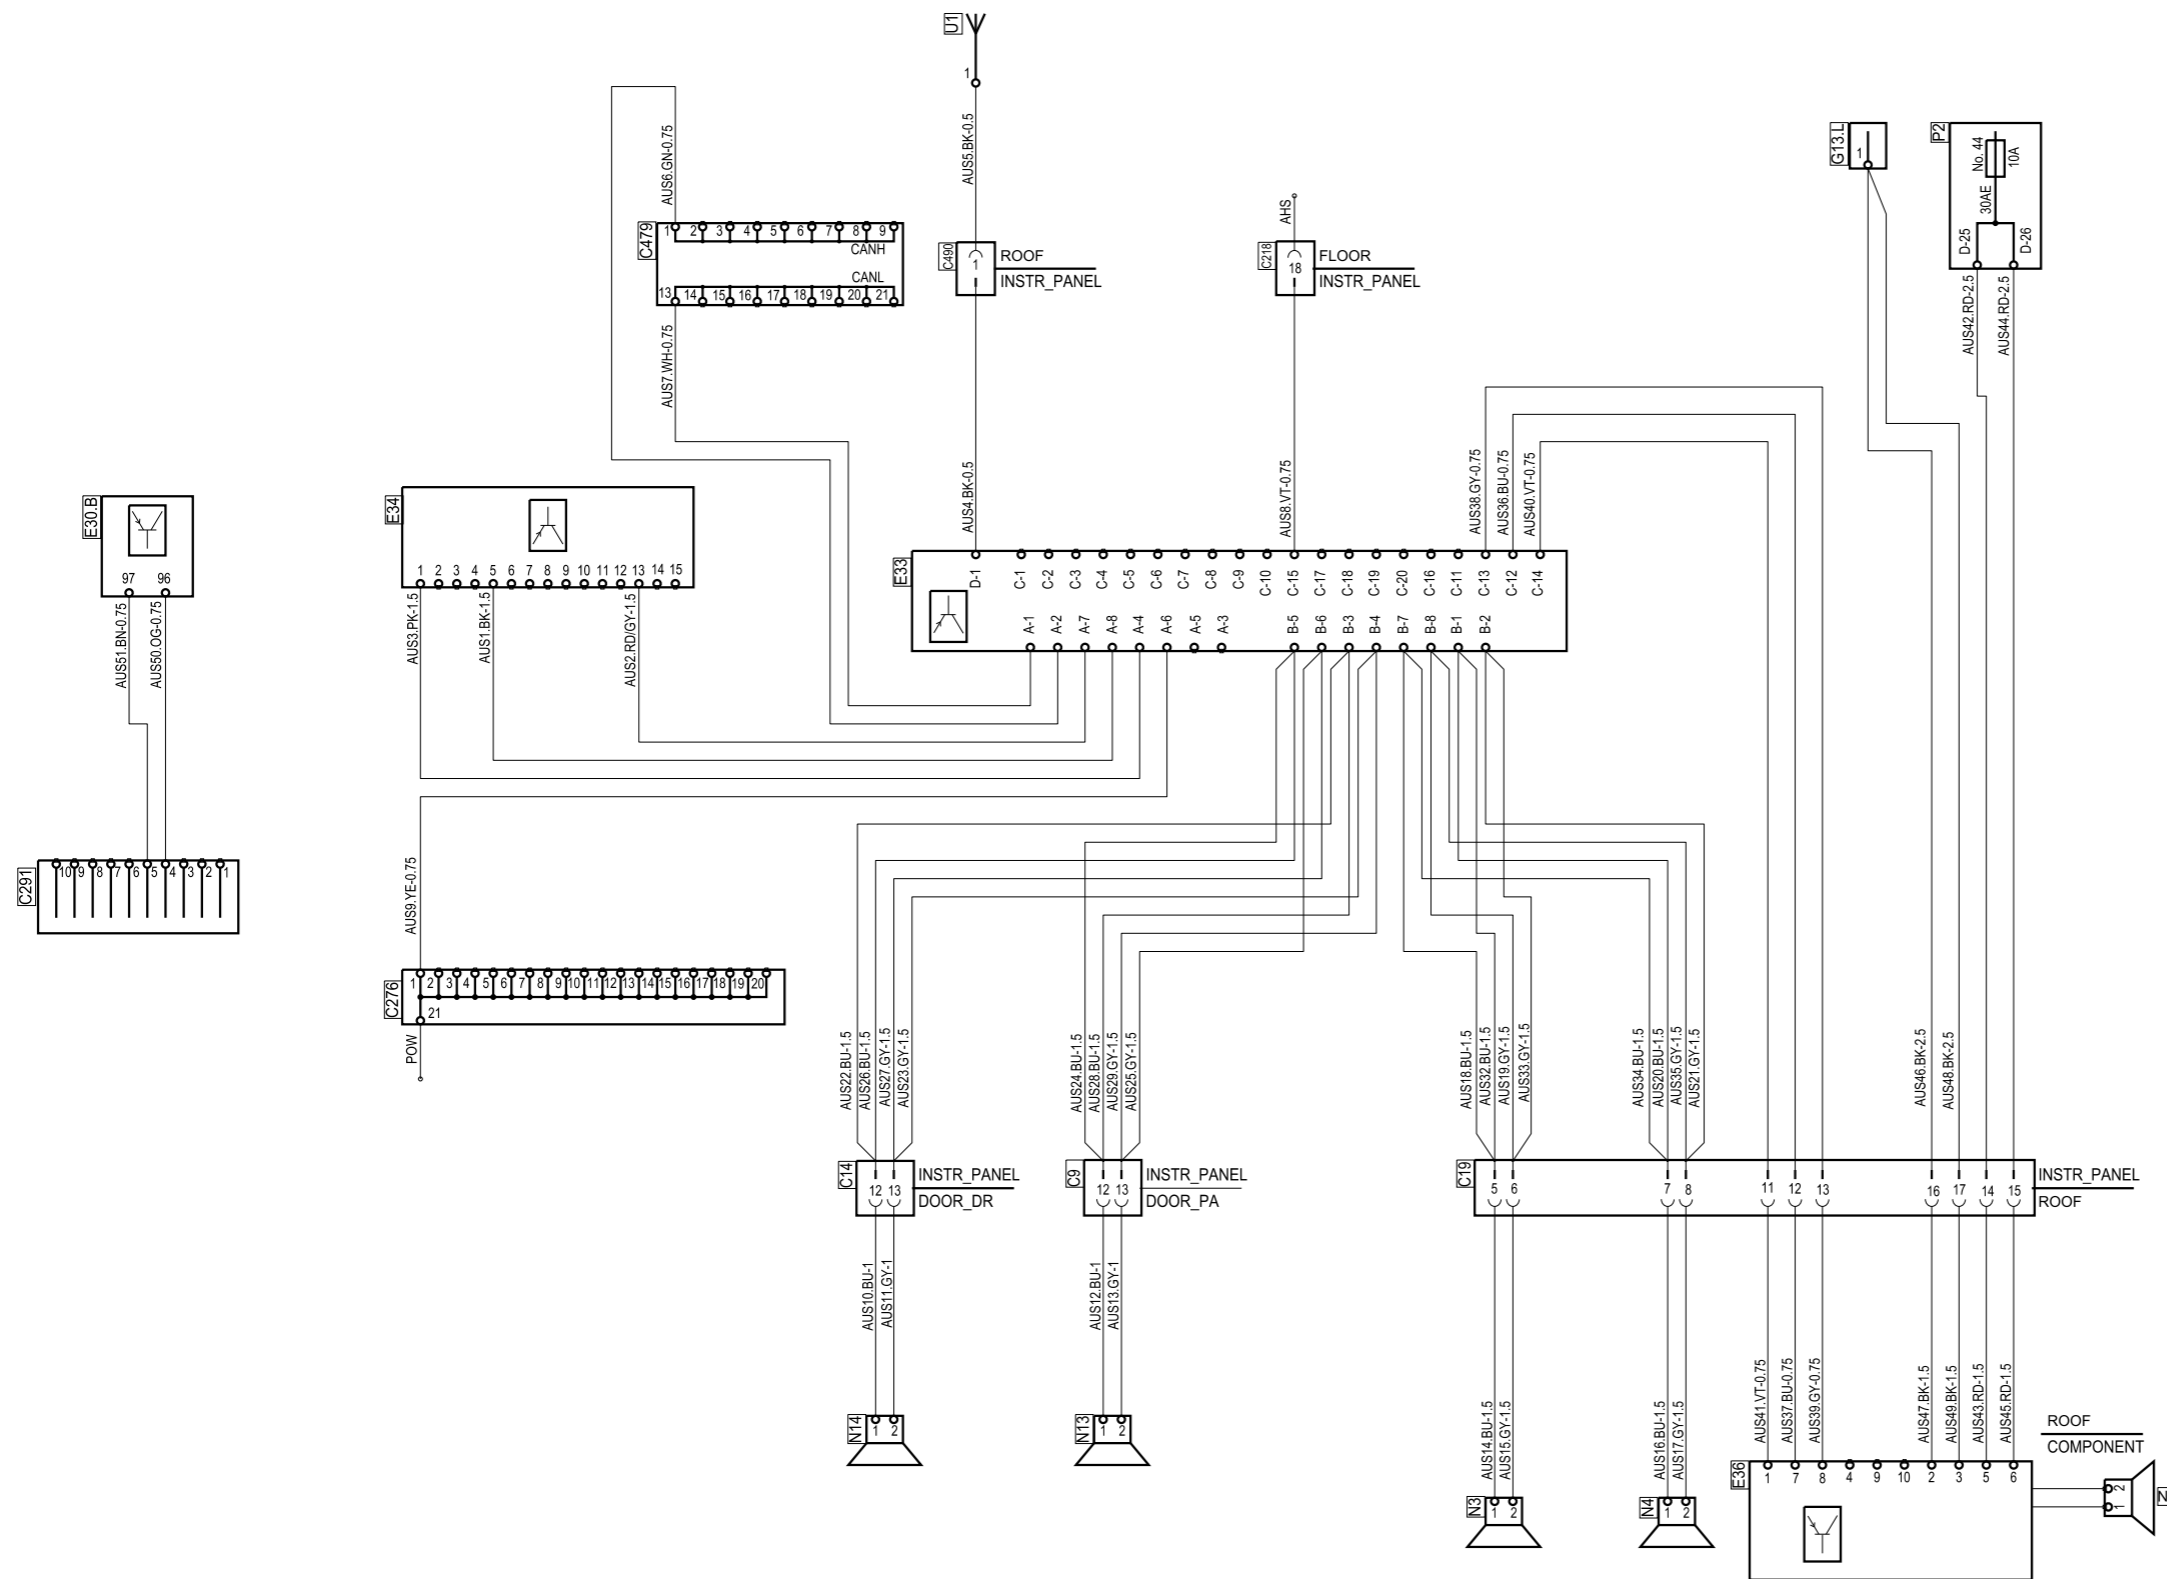 U1
1
AUS5.BK-0.5
C490
1
ROOF
INSTR_PANEL
AUS4.BK-0.5
AUS6.GN-0.75
C479
1 2 3 4 5 6 7 8 9
CANH
CANL
13 14 15 16 17 18 19 20 21
AUS7.WH-0.75
AHS
C218
18
FLOOR
INSTR_PANEL
AUS8.VT-0.75
G13.L
1
P2
No. 44
10A
30AE
D-25
D-26
AUS42.RD-2.5
AUS44.RD-2.5
AUS38.GY-0.75
AUS36.BU-0.75
AUS40.VT-0.75
E30.B
97 96
AUS51.BN-0.75
AUS50.OG-0.75
C291
10 9 8 7 6 5 4 3 2 1
E34
1 2 3 4 5 6 7 8 9 10 11 12 13 14 15
AUS3.PK-1.5
AUS1.BK-1.5
AUS2.RD/GY-1.5
E33
D-1 C-1 C-2 C-3 C-4 C-5 C-6 C-7 C-8 C-9 C-10 C-15 C-17 C-18 C-19 C-20 C-16 C-11 C-13 C-12 C-14
A-1 A-2 A-7 A-8 A-4 A-6 A-5 A-3 B-5 B-6 B-3 B-4 B-7 B-8 B-1 B-2
AUS9.YE-0.75
C276
1 2 3 4 5 6 7 8 9 10 11 12 13 14 15 16 17 18 19 20
21
POW
AUS22.BU-1.5
AUS26.BU-1.5
AUS27.GY-1.5
AUS23.GY-1.5
AUS24.BU-1.5
AUS28.BU-1.5
AUS29.GY-1.5
AUS25.GY-1.5
AUS18.BU-1.5
AUS32.BU-1.5
AUS19.GY-1.5
AUS33.GY-1.5
AUS34.BU-1.5
AUS20.BU-1.5
AUS35.GY-1.5
AUS21.GY-1.5
AUS46.BK-2.5
AUS48.BK-2.5
C14
12 13
INSTR_PANEL
DOOR_DR
C9
12 13
INSTR_PANEL
DOOR_PA
C19
5 6 7 8 11 12 13 16 17 14 15
INSTR_PANEL
ROOF
AUS10.BU-1
AUS11.GY-1
AUS12.BU-1
AUS13.GY-1
AUS14.BU-1.5
AUS15.GY-1.5
AUS16.BU-1.5
AUS17.GY-1.5
AUS41.VT-0.75
AUS37.BU-0.75
AUS39.GY-0.75
AUS47.BK-1.5
AUS49.BK-1.5
AUS43.RD-1.5
AUS45.RD-1.5
N14
1 2
N13
1 2
N3
1 2
N4
1 2
E36
1 7 8 4 9 10 2 3 5 6
ROOF
COMPONENT
2
1